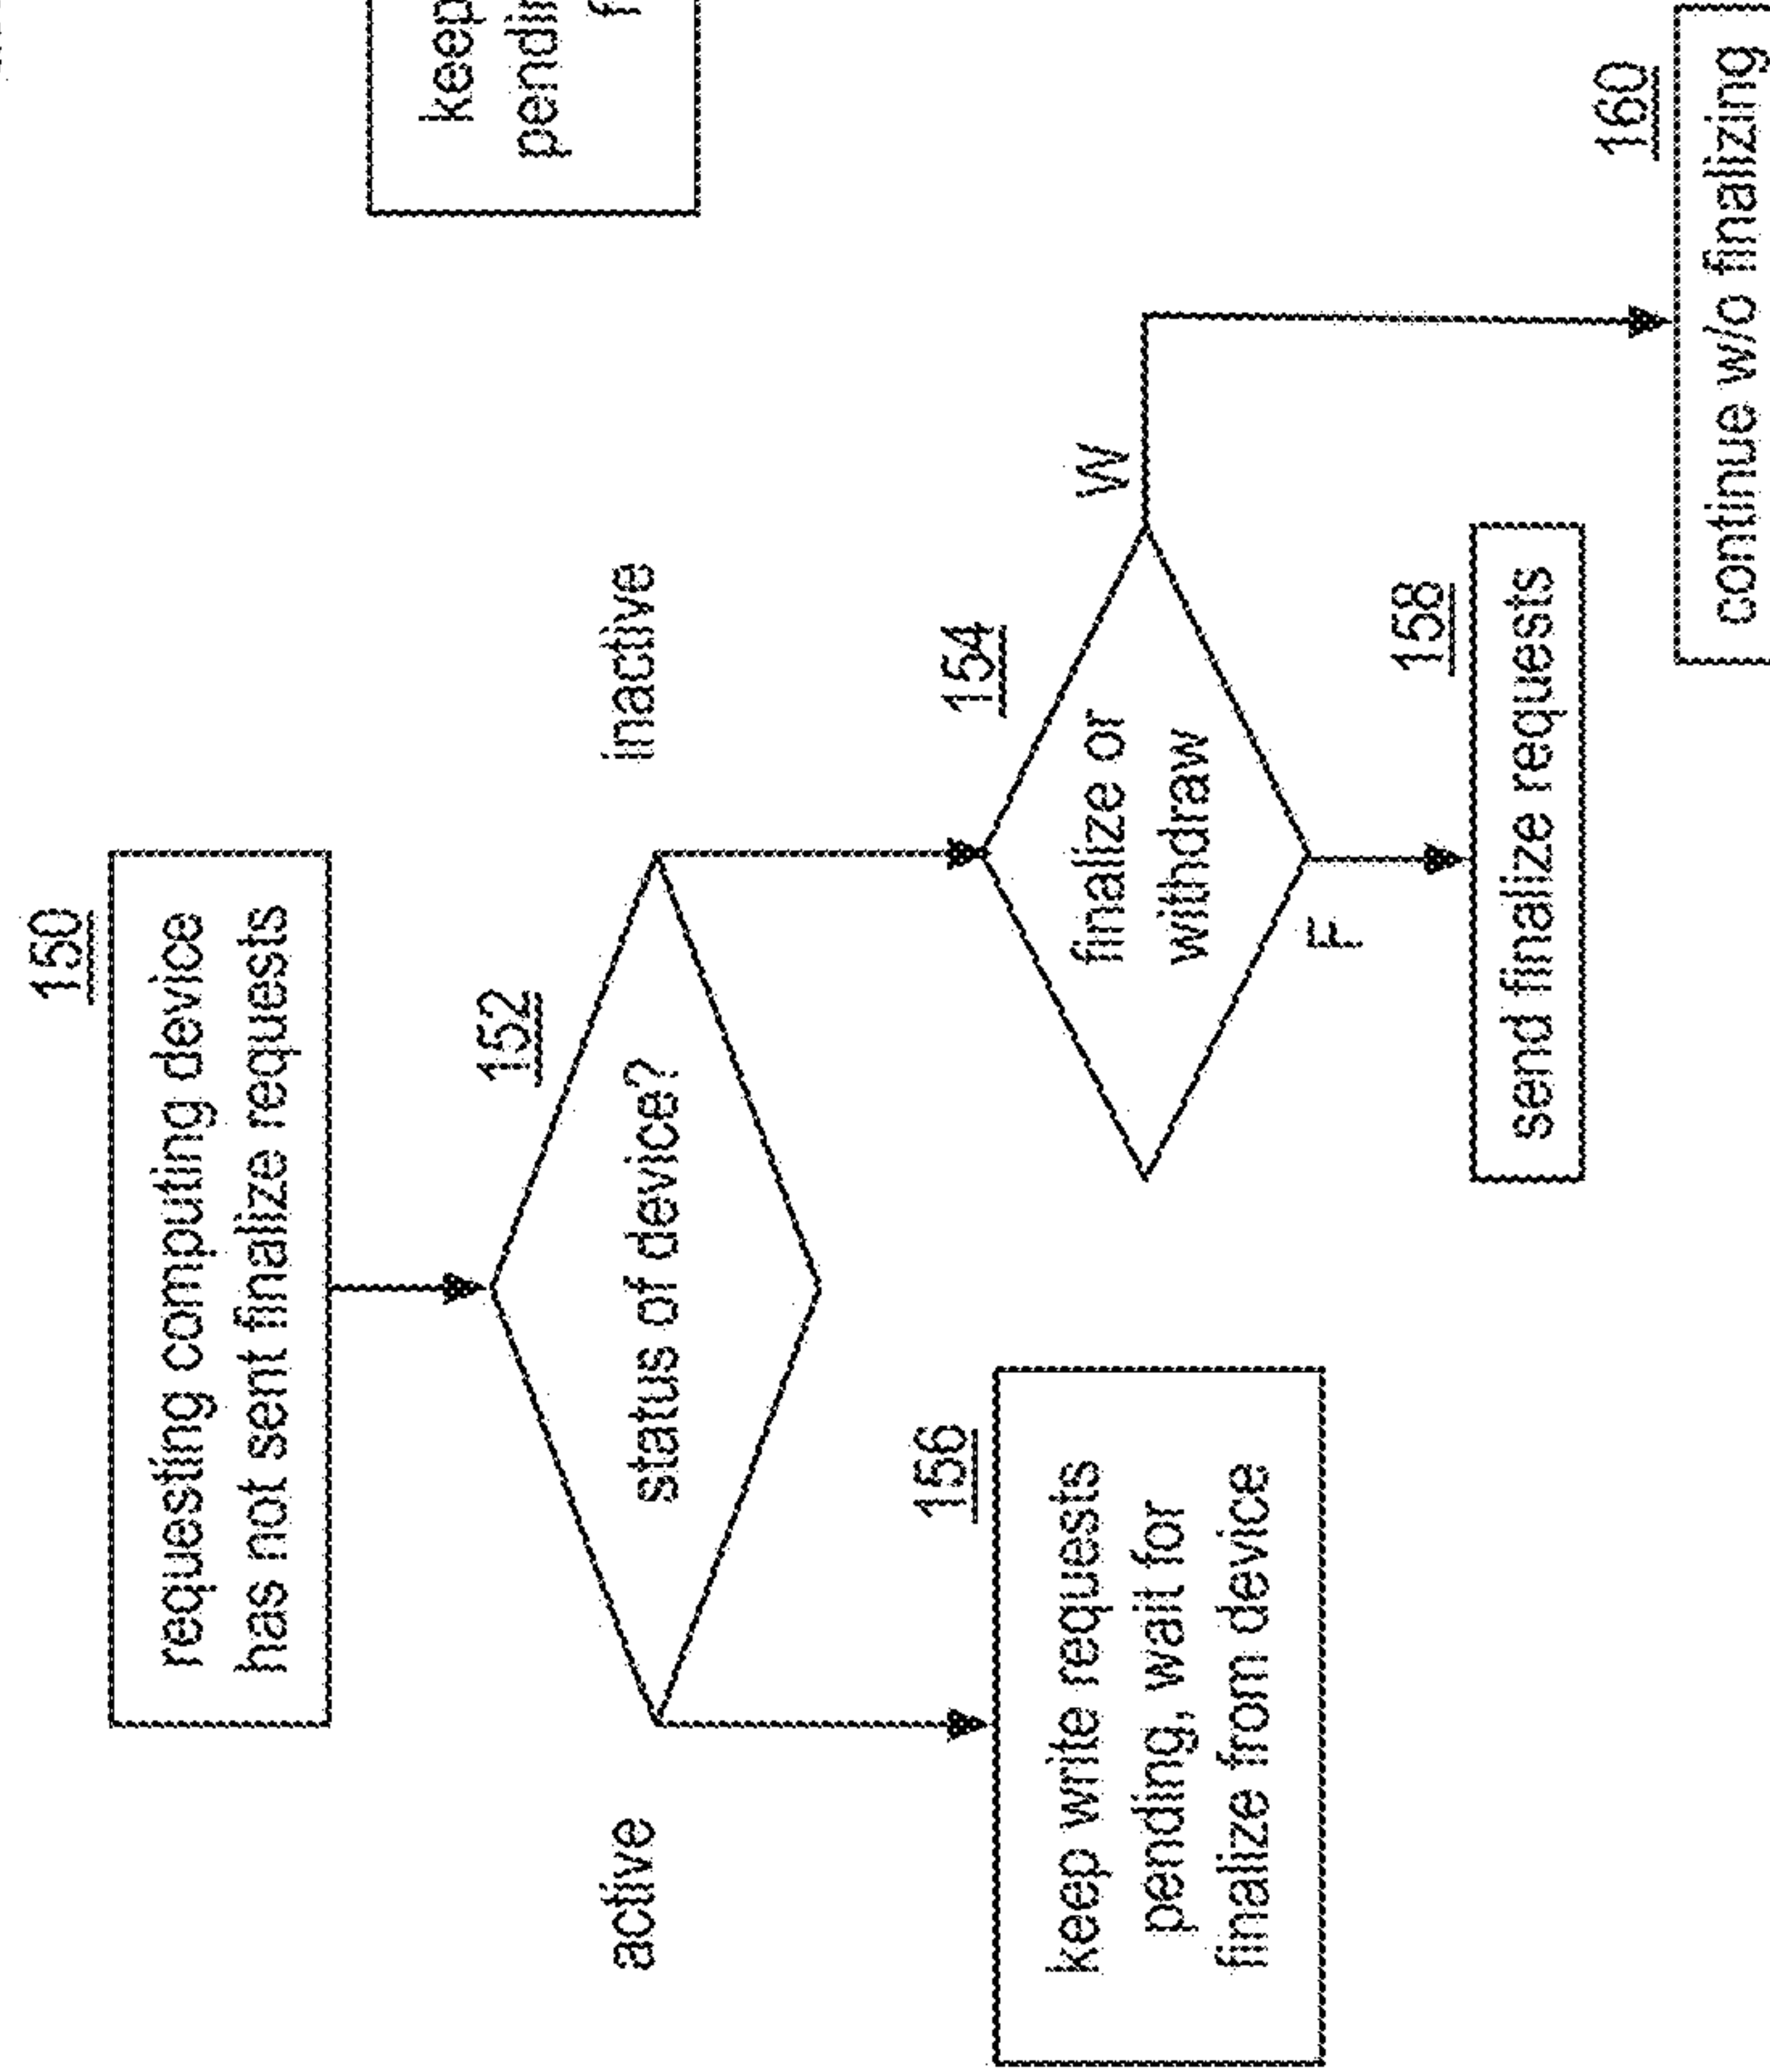 150
requesting computing device
has not sent finalize requests
152
status of device?
active
inactive
156
keep write requests
pending, wait for
finalize from device
154
finalize or
withdraw
W
F
158
send finalize requests
160
continue w/o finalizing
keep